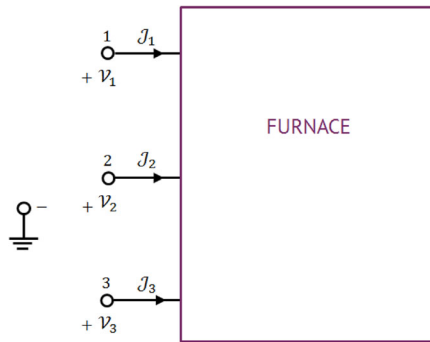 1
𝒥₁
+ 𝒱₁
FURNACE
2
𝒥₂
−
+ 𝒱₂
3
𝒥₃
+ 𝒱₃